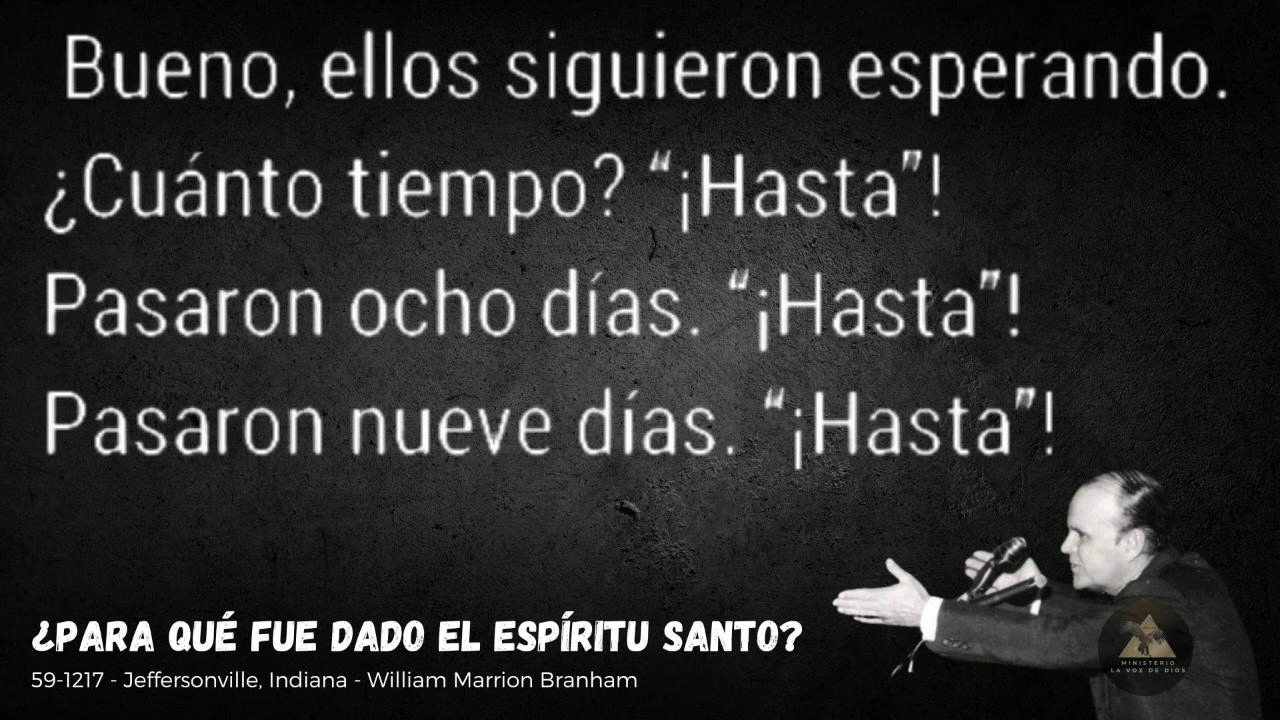 Bueno, ellos siguieron esperando.
¿Cuánto tiempo? “¡Hasta”!
Pasaron ocho días. “¡Hasta”!
Pasaron nueve días. “¡Hasta”!
¿PARA QUÉ FUE DADO EL ESPÍRITU SANTO?
59-1217 - Jeffersonville, Indiana - William Marrion Branham
MINISTERIO
LA VOZ DE DIOS